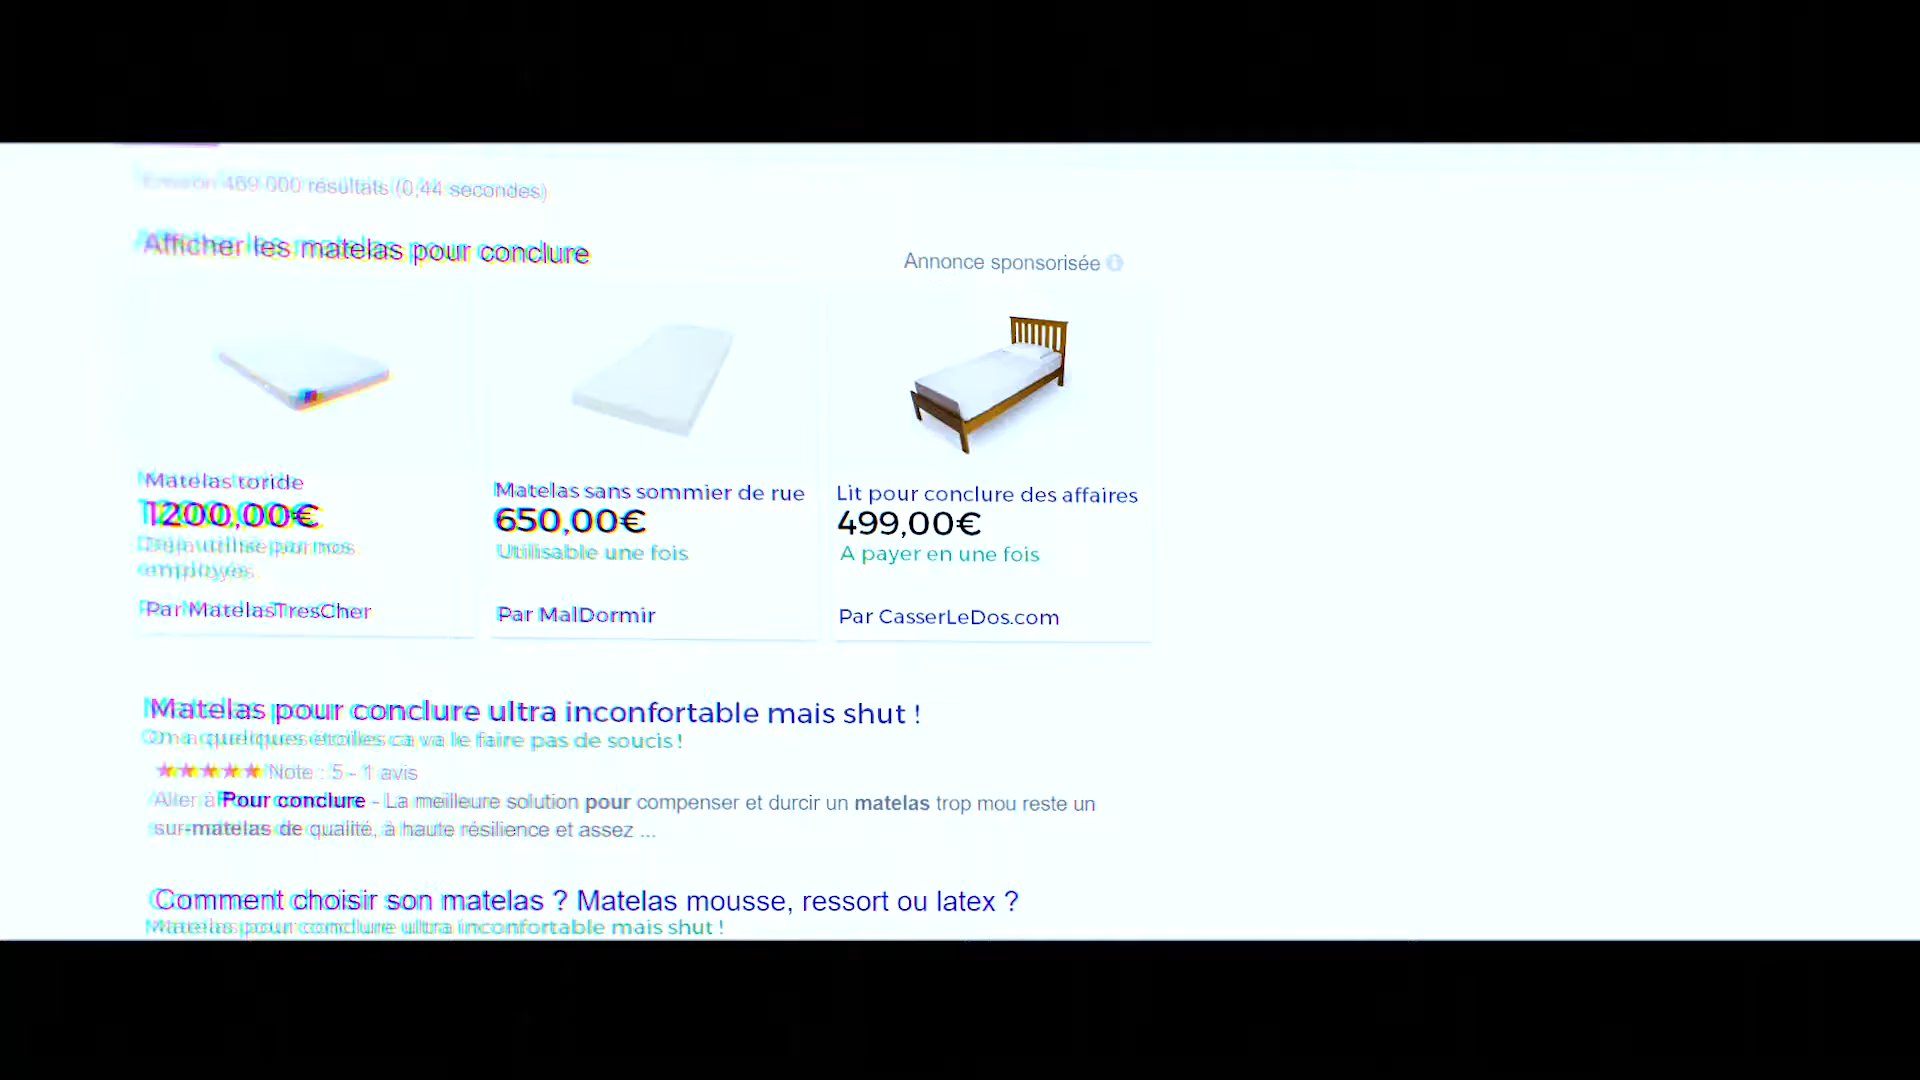 Environ 469 000 résultats (0,44 secondes)
Afficher les matelas pour conclure
Annonce sponsorisée
Matelas toride
1200,00€
Déjà utilisé par nos
employés
Par MatelasTresCher
Matelas sans sommier de rue
650,00€
Utilisable une fois
Par MalDormir
Lit pour conclure des affaires
499,00€
A payer en une fois
Par CasserLeDos.com
Matelas pour conclure ultra inconfortable mais shut !
On a quelques étoiles ca va le faire pas de soucis !
Note : 5 - 1 avis
Aller à Pour conclure - La meilleure solution pour compenser et durcir un matelas trop mou reste un
sur-matelas de qualité, à haute résilience et assez ...
Comment choisir son matelas ? Matelas mousse, ressort ou latex ?
Matelas pour conclure ultra inconfortable mais shut !